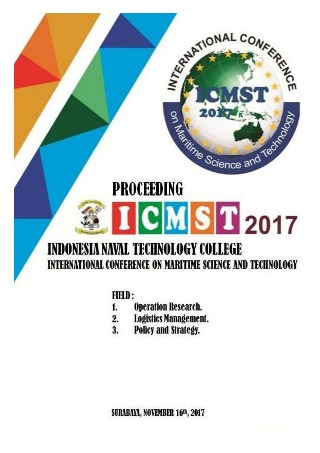 INTERNATIONAL CONFERENCE
ICMST
2017
on Maritime Science and Technology
PROCEEDING
ICMST 2017
INDONESIA NAVAL TECHNOLOGY COLLEGE
INTERNATIONAL CONFERENCE ON MARITIME SCIENCE AND TECHNOLOGY
FIELD :
1. Operation Research.
2. Logistics Management.
3. Policy and Strategy.
SURABAYA, NOVEMBER 16th, 2017